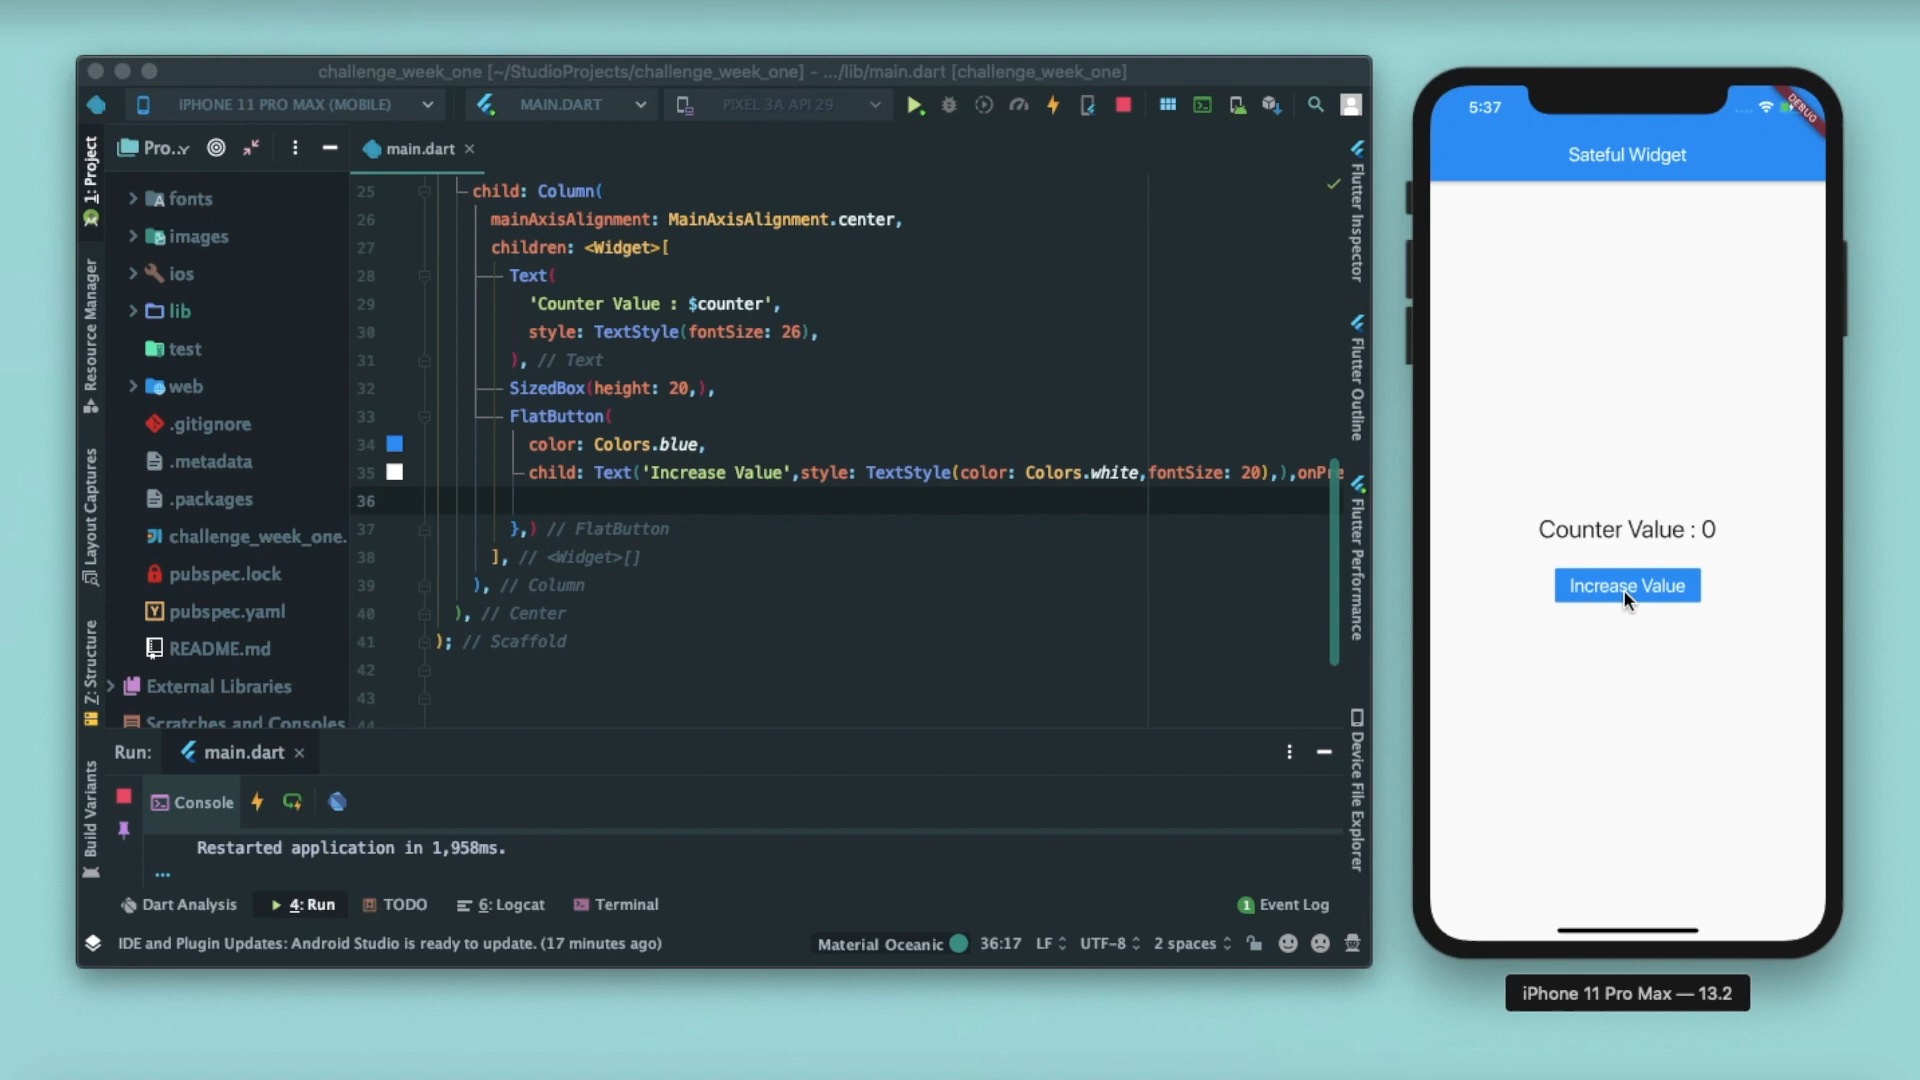 challenge_week_one [~/StudioProjects/challenge_week_one] - .../lib/main.dart [challenge_week_one]
IPHONE 11 PRO MAX (MOBILE)
MAIN.DART
PIXEL 3A API 29
1: Project
Resource Manager
Layout Captures
Z: Structure
Build Variants
Pro..
fonts
images
ios
lib
test
web
.gitignore
.metadata
.packages
challenge_week_one.
pubspec.lock
pubspec.yaml
README.md
External Libraries
Scratches and Consoles
main.dart
25 child: Column(
26 mainAxisAlignment: MainAxisAlignment.center,
27 children: <Widget>[
28 Text(
29 'Counter Value : $counter',
30 style: TextStyle(fontSize: 26),
31 ), // Text
32 SizedBox(height: 20,),
33 FlatButton(
34 color: Colors.blue,
35 child: Text('Increase Value',style: TextStyle(color: Colors.white,fontSize: 20),),onPre
36
37 },) // FlatButton
38 ], // <Widget>[]
39 ), // Column
40 ), // Center
41 ); // Scaffold
42
43
44
Flutter Inspector
Flutter Outline
Flutter Performance
Device File Explorer
Run:
main.dart
Console
Restarted application in 1,958ms.
...
Dart Analysis
4: Run
TODO
6: Logcat
Terminal
1 Event Log
IDE and Plugin Updates: Android Studio is ready to update. (17 minutes ago)
Material Oceanic
36:17
LF
UTF-8
2 spaces
5:37
DEBUG
Sateful Widget
Counter Value : 0
Increase Value
iPhone 11 Pro Max — 13.2